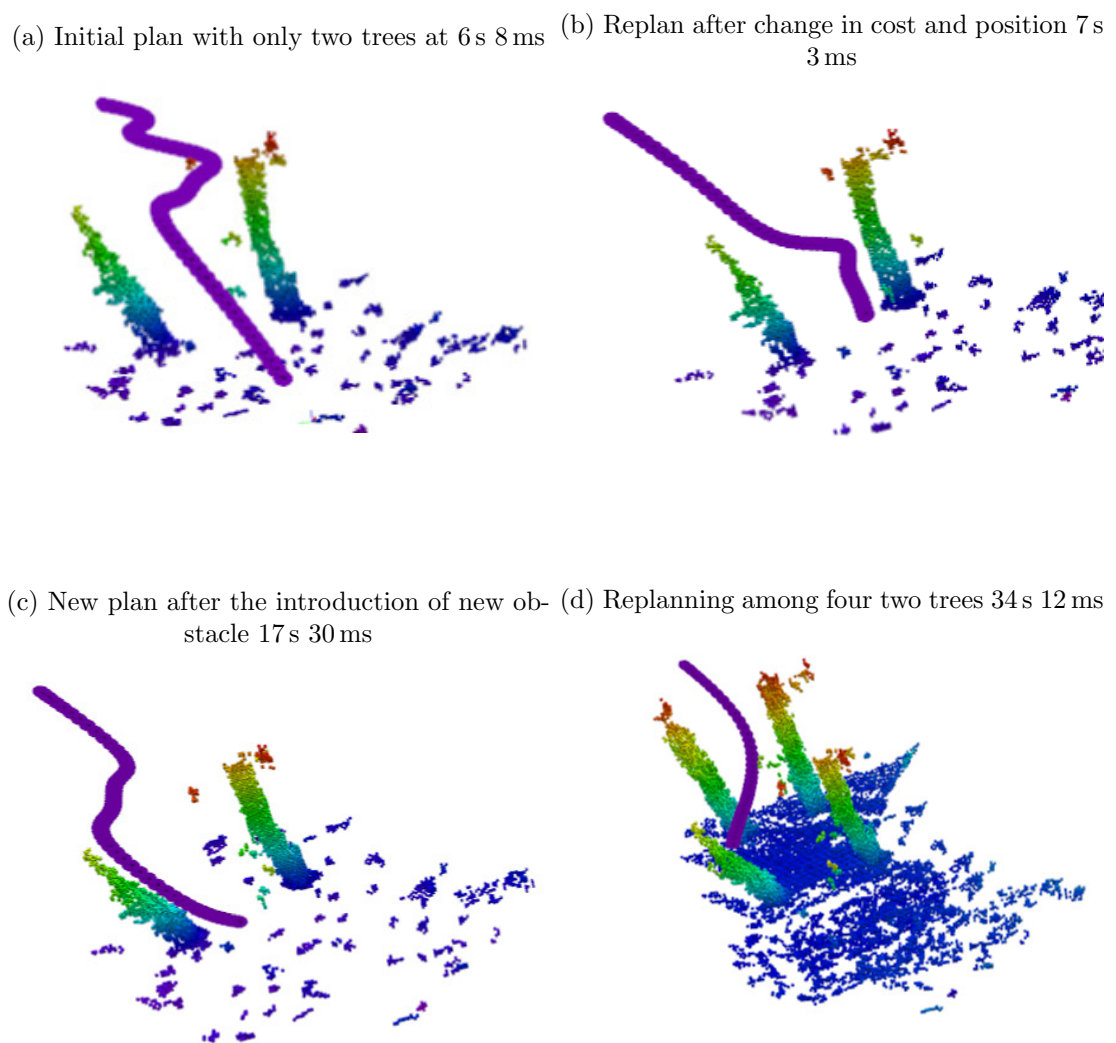 (a) Initial plan with only two trees at 6 s 8 ms
(b) Replan after change in cost and position 7 s
3 ms
(c) New plan after the introduction of new ob-
stacle 17 s 30 ms
(d) Replanning among four two trees 34 s 12 ms